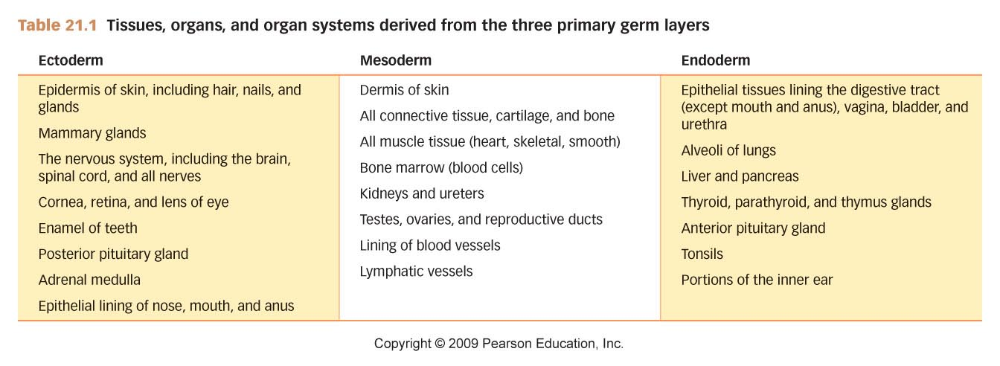 Table 21.1 Tissues, organs, and organ systems derived from the three primary germ layers
Ectoderm
Epidermis of skin, including hair, nails, and
glands
Mammary glands
The nervous system, including the brain,
spinal cord, and all nerves
Cornea, retina, and lens of eye
Enamel of teeth
Posterior pituitary gland
Adrenal medulla
Epithelial lining of nose, mouth, and anus
Mesoderm
Dermis of skin
All connective tissue, cartilage, and bone
All muscle tissue (heart, skeletal, smooth)
Bone marrow (blood cells)
Kidneys and ureters
Testes, ovaries, and reproductive ducts
Lining of blood vessels
Lymphatic vessels
Endoderm
Epithelial tissues lining the digestive tract
(except mouth and anus), vagina, bladder, and
urethra
Alveoli of lungs
Liver and pancreas
Thyroid, parathyroid, and thymus glands
Anterior pituitary gland
Tonsils
Portions of the inner ear
Copyright © 2009 Pearson Education, Inc.